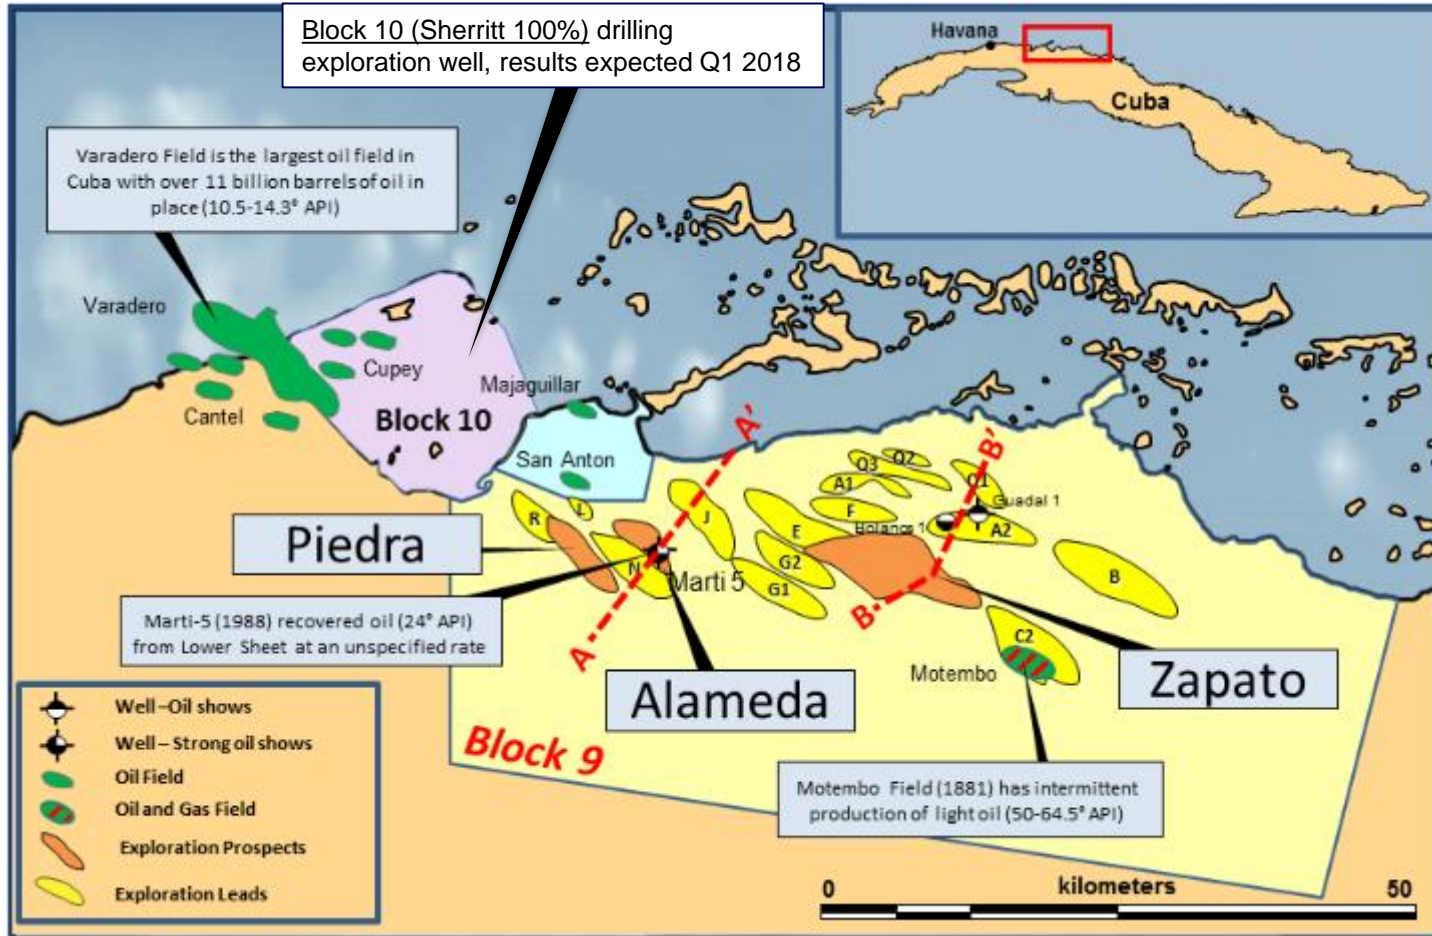 Block 10 (Sherritt 100%) drilling
exploration well, results expected Q1 2018
Havana
Cuba
Varadero Field is the largest oil field in
Cuba with over 11 billion barrels of oil in
place (10.5-14.3° API)
Varadero
Cupey
Cantel
Block 10
Majaguillar
San Anton
A'
B'
O3
O2
A1
O1
Guadal 1
R
L
J
F
Bolanos 1
A2
E
Piedra
N
Marti 5
G2
G1
B
Marti-5 (1988) recovered oil (24° API)
from Lower Sheet at an unspecified rate
A
B
C2
Motembo
Alameda
Zapato
Block 9
Well –Oil shows
Well – Strong oil shows
Oil Field
Oil and Gas Field
Exploration Prospects
Exploration Leads
Motembo Field (1881) has intermittent
production of light oil (50-64.5° API)
0 kilometers 50